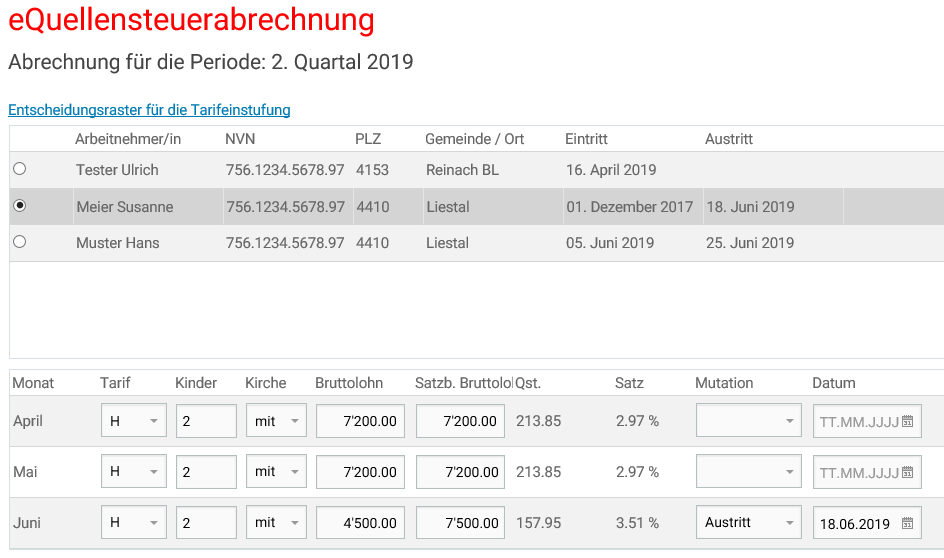 eQuellensteuerabrechnung
Abrechnung für die Periode: 2. Quartal 2019
Entscheidungsraster für die Tarifeinstufung
Arbeitnehmer/in NVN PLZ Gemeinde / Ort Eintritt Austritt
Tester Ulrich 756.1234.5678.97 4153 Reinach BL 16. April 2019
Meier Susanne 756.1234.5678.97 4410 Liestal 01. Dezember 2017 18. Juni 2019
Muster Hans 756.1234.5678.97 4410 Liestal 05. Juni 2019 25. Juni 2019
Monat Tarif Kinder Kirche Bruttolohn Satzb. Bruttolol Qst. Satz Mutation Datum
April H 2 mit 7'200.00 7'200.00 213.85 2.97 % TT.MM.JJJJ
Mai H 2 mit 7'200.00 7'200.00 213.85 2.97 % TT.MM.JJJJ
Juni H 2 mit 4'500.00 7'500.00 157.95 3.51 % Austritt 18.06.2019